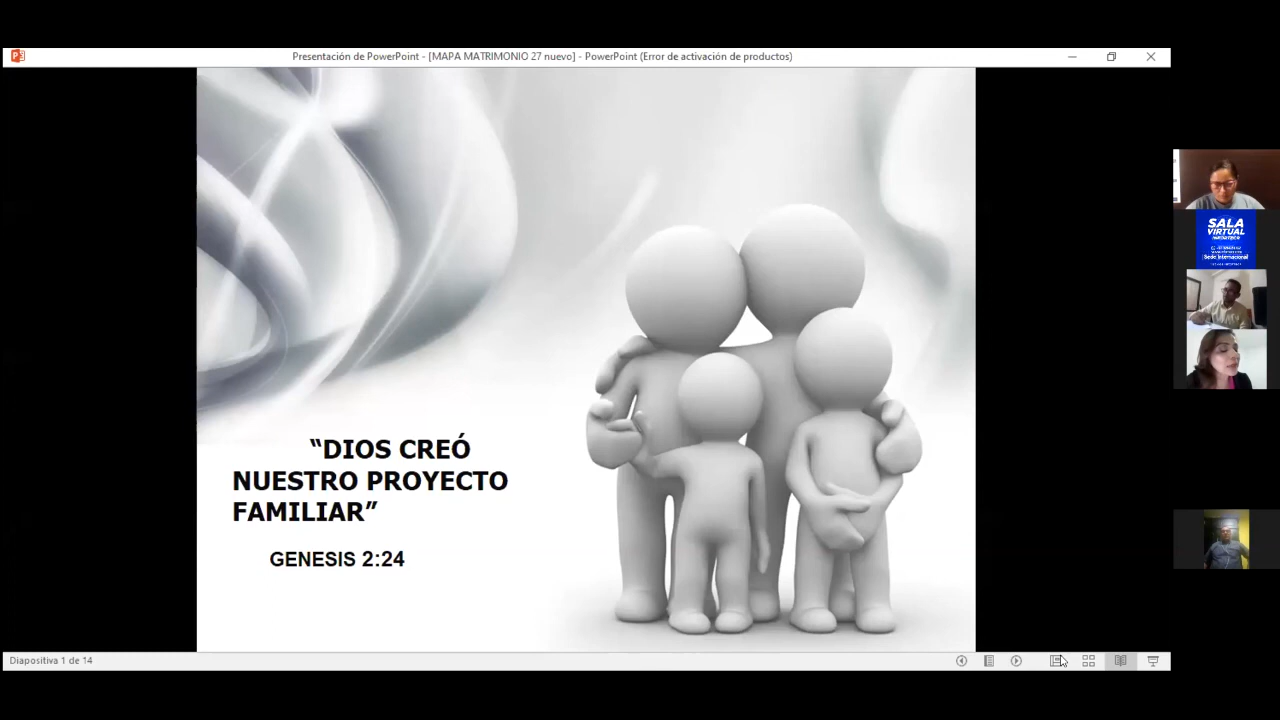 Presentación de PowerPoint - [MAPA MATRIMONIO 27 nuevo] - PowerPoint (Error de activación de productos)
“DIOS CREÓ
NUESTRO PROYECTO
FAMILIAR”
GENESIS 2:24
SALA
VIRTUAL
Sede Internacional
Diapositiva 1 de 14